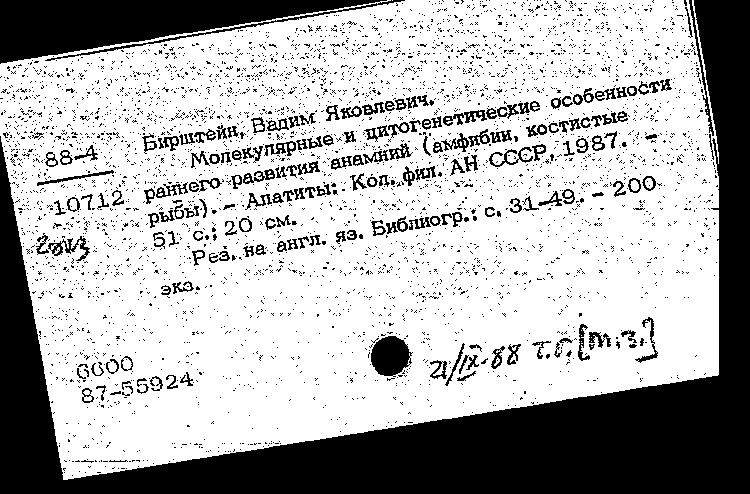 Бирштейн, Вадим Яковлевич.
88-4 Молекулярные и цитогенетические особенности
10712 раннего развития анамний (амфибии, костистые
рыбы). - Апатиты: Кол. фил. АН СССР, 1987. -
2оиз 51 с.; 20 см.
Рез. на англ. яз. Библиогр.: с. 31-49. - 200
экз.
0000
87-55924
21/IX-88 т.г. [м.з.]